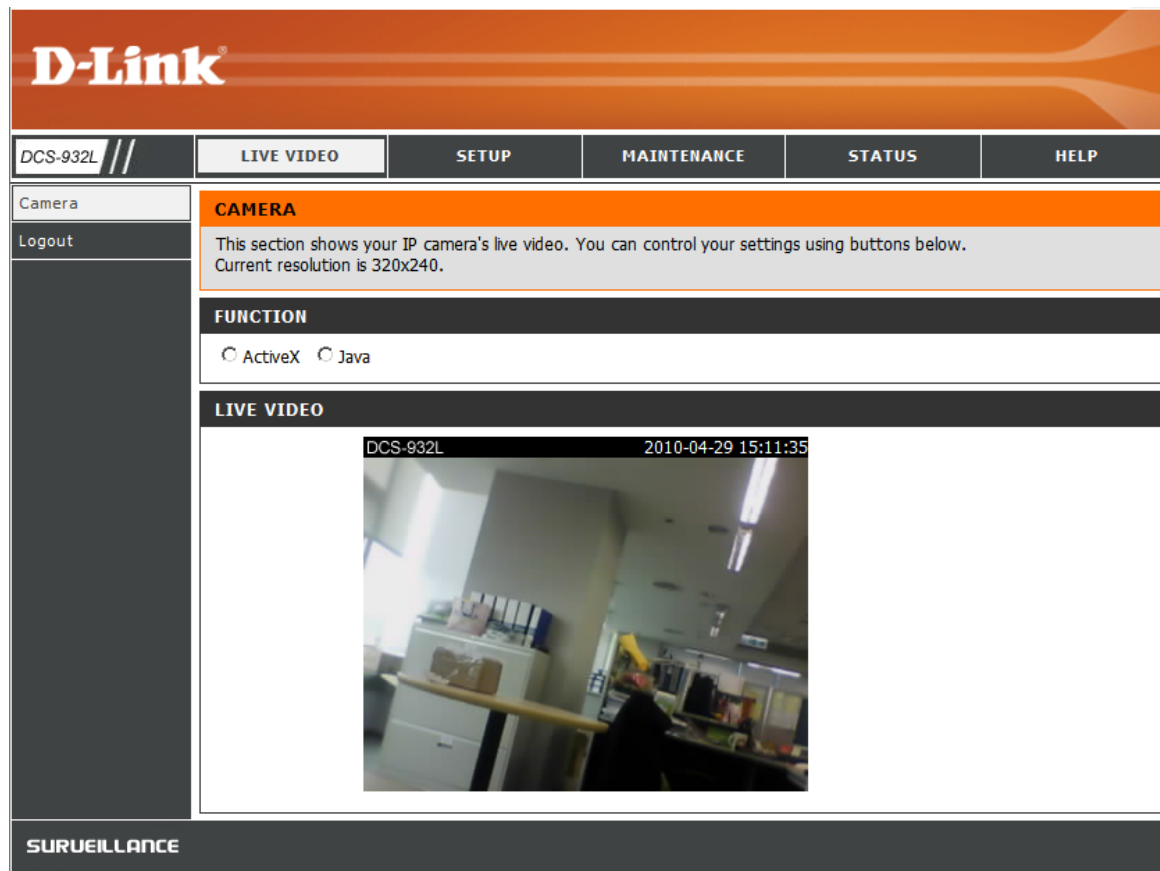 D-Link®
DCS-932L
LIVE VIDEO
SETUP
MAINTENANCE
STATUS
HELP
Camera
Logout
CAMERA
This section shows your IP camera's live video. You can control your settings using buttons below.
Current resolution is 320x240.
FUNCTION
ActiveX
Java
LIVE VIDEO
DCS-932L
2010-04-29 15:11:35
SURVEILLANCE